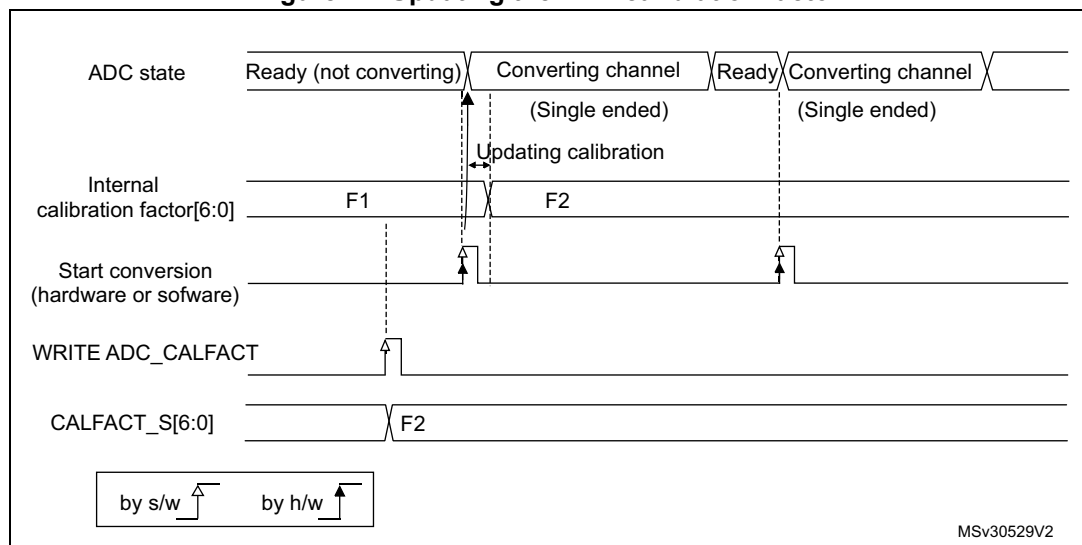 ADC state
Ready (not converting)
Converting channel
Ready
Converting channel
(Single ended)
(Single ended)
Updating calibration
Internal
calibration factor[6:0]
F1
F2
Start conversion
(hardware or sofware)
WRITE ADC_CALFACT
CALFACT_S[6:0]
F2
by s/w
by h/w
MSv30529V2